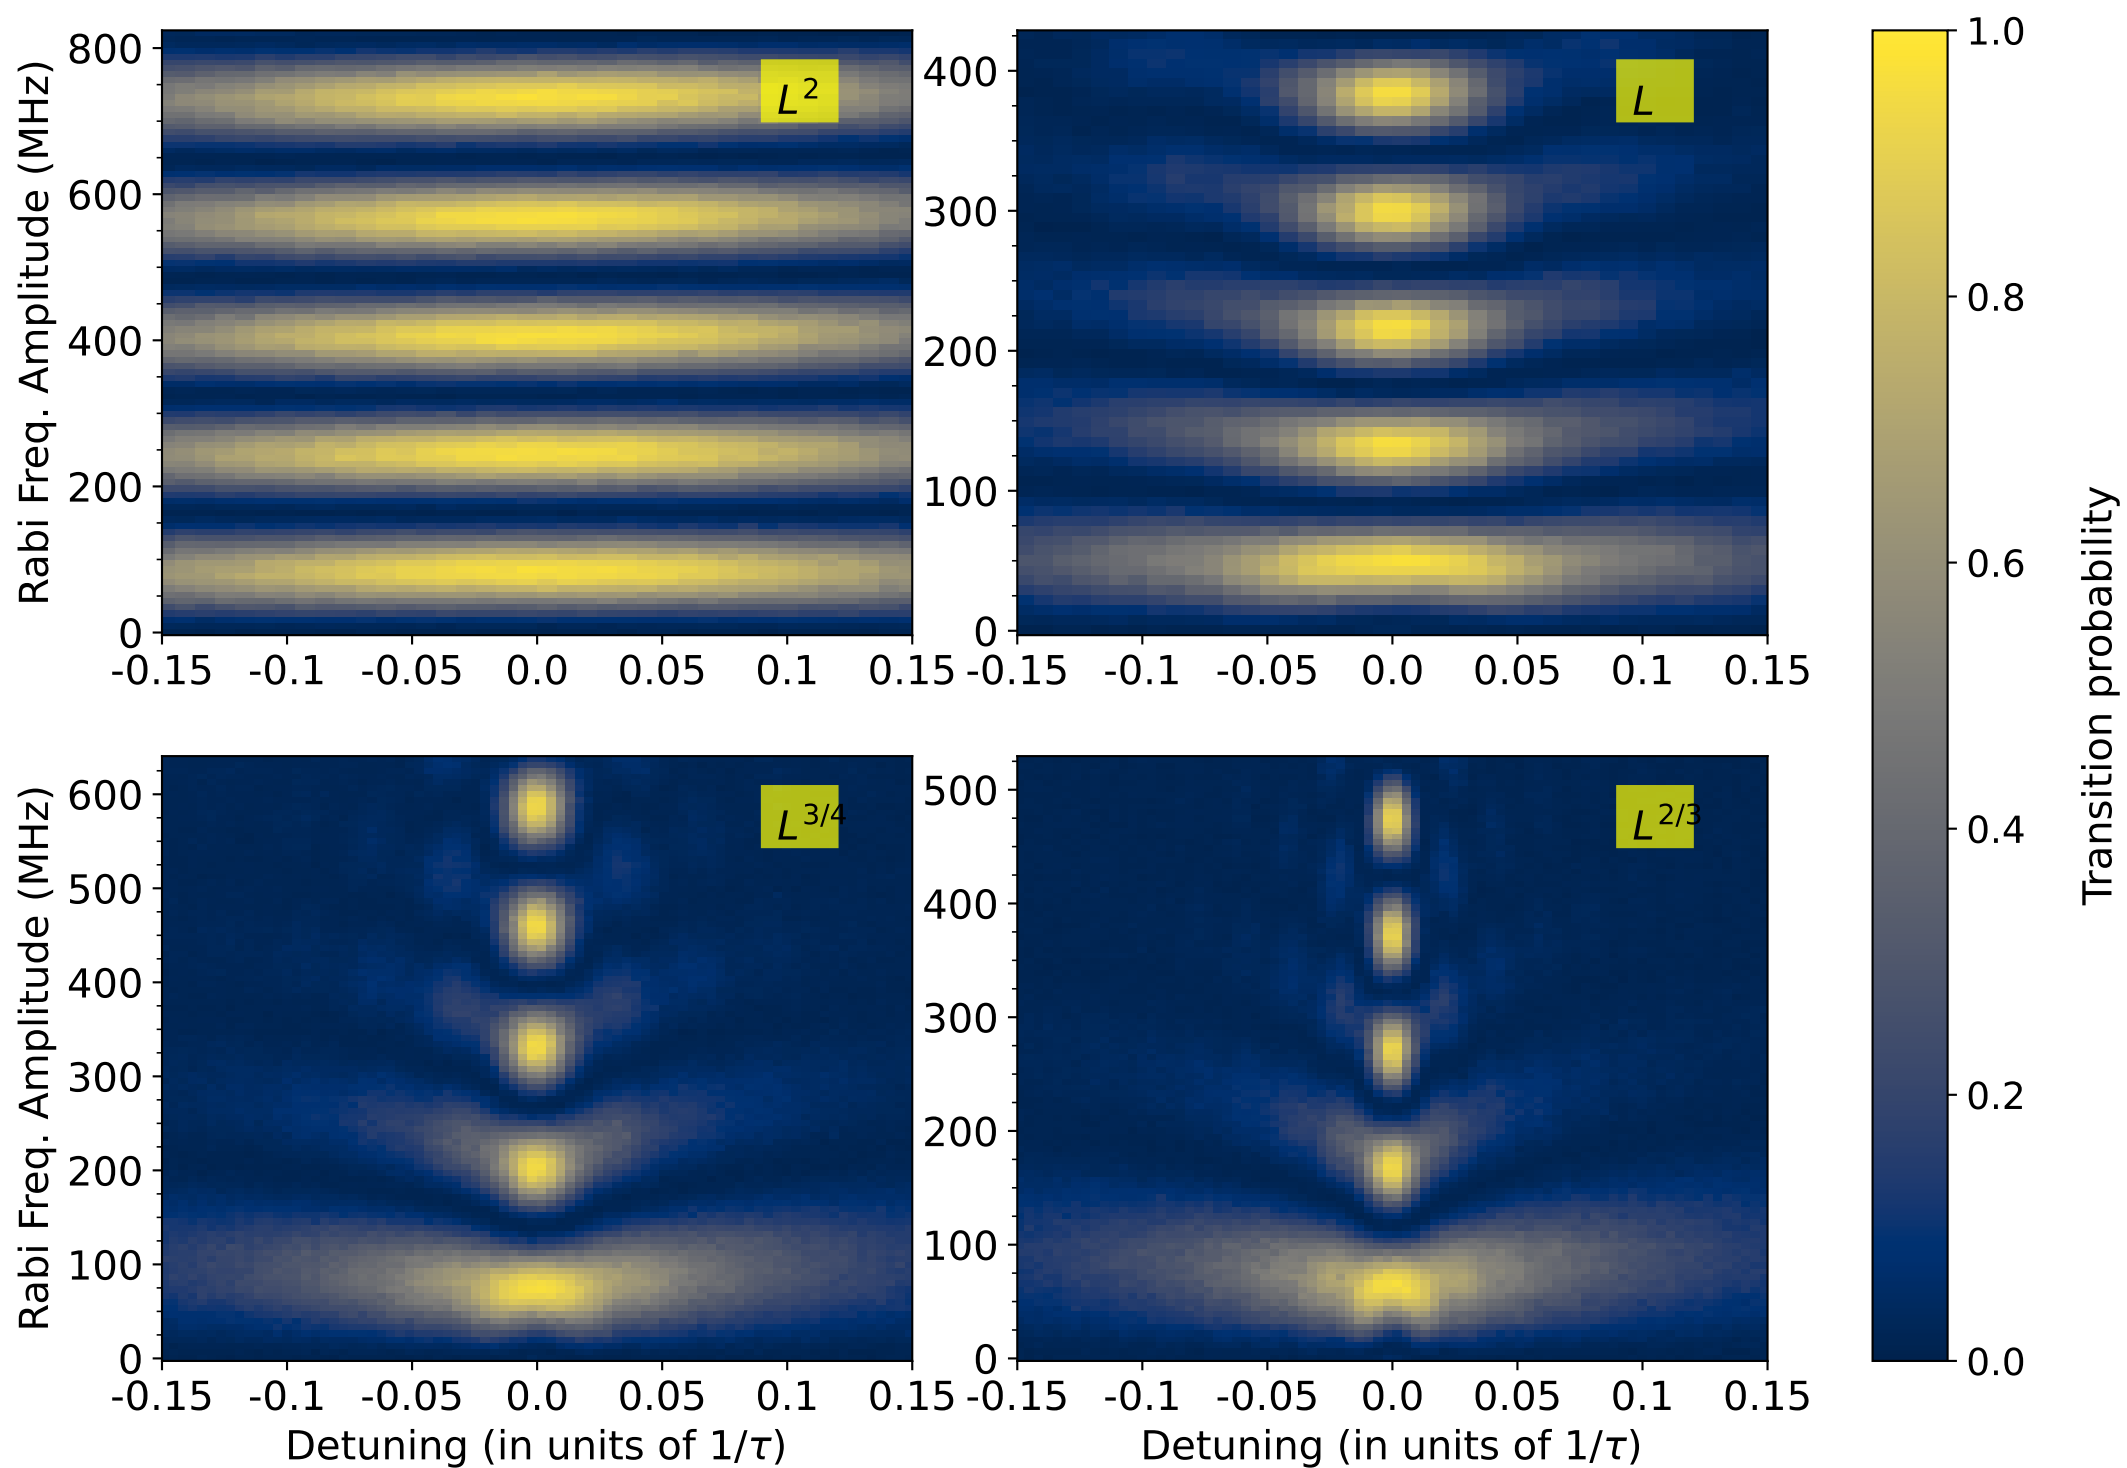 Rabi Freq. Amplitude (MHz)
800
600
400
200
0
L²
-0.15 -0.1 -0.05 0.0 0.05 0.1 0.15
400
300
200
100
0
L
-0.15 -0.1 -0.05 0.0 0.05 0.1 0.15
Rabi Freq. Amplitude (MHz)
600
500
400
300
200
100
0
L^3/4
-0.15 -0.1 -0.05 0.0 0.05 0.1 0.15
Detuning (in units of 1/τ)
500
400
300
200
100
0
L^2/3
-0.15 -0.1 -0.05 0.0 0.05 0.1 0.15
Detuning (in units of 1/τ)
1.0
0.8
0.6
0.4
0.2
0.0
Transition probability